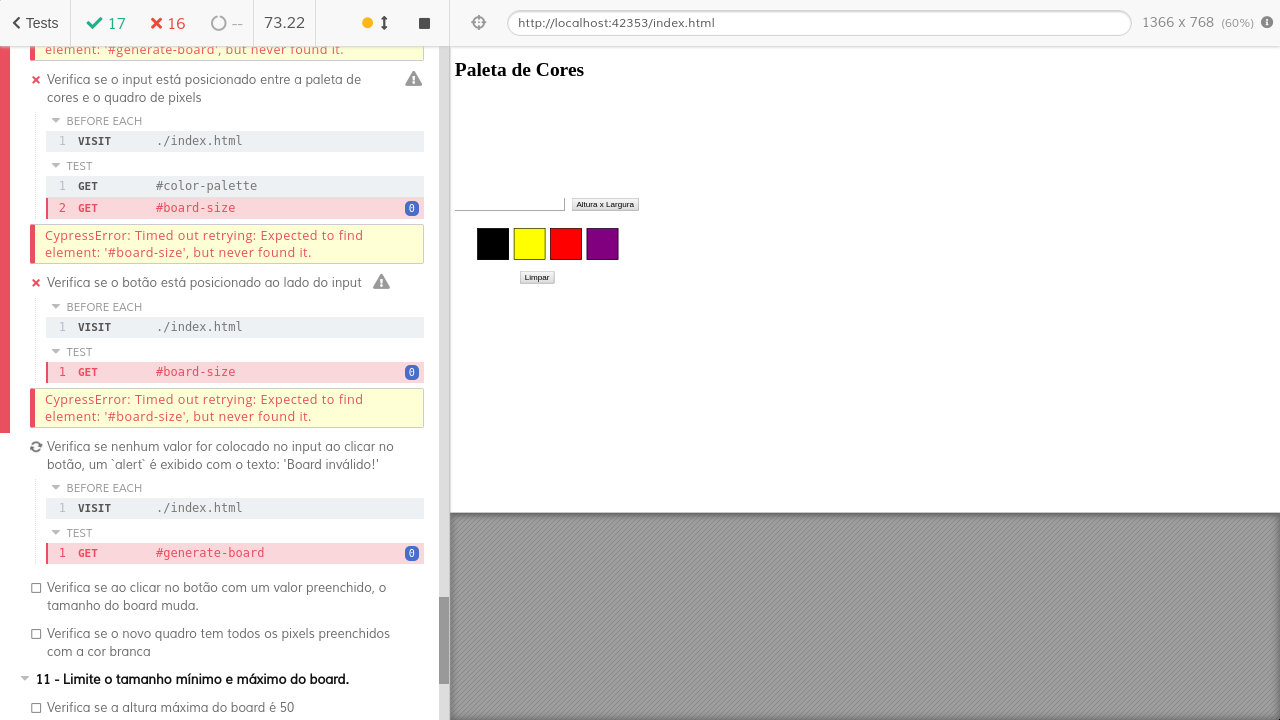 Tests
17
16
--
73.22
element: '#generate-board', but never found it.
Verifica se o input está posicionado entre a paleta de
cores e o quadro de pixels
BEFORE EACH
1 VISIT ./index.html
TEST
1 GET #color-palette
2 GET #board-size 0
CypressError: Timed out retrying: Expected to find
element: '#board-size', but never found it.
Verifica se o botão está posicionado ao lado do input
BEFORE EACH
1 VISIT ./index.html
TEST
1 GET #board-size 0
CypressError: Timed out retrying: Expected to find
element: '#board-size', but never found it.
Verifica se nenhum valor for colocado no input ao clicar no
botão, um `alert` é exibido com o texto: 'Board inválido!'
BEFORE EACH
1 VISIT ./index.html
TEST
1 GET #generate-board 0
Verifica se ao clicar no botão com um valor preenchido, o
tamanho do board muda.
Verifica se o novo quadro tem todos os pixels preenchidos
com a cor branca
11 - Limite o tamanho mínimo e máximo do board.
Verifica se a altura máxima do board é 50
http://localhost:42353/index.html
1366 x 768 (60%)
Paleta de Cores
Altura x Largura
Limpar